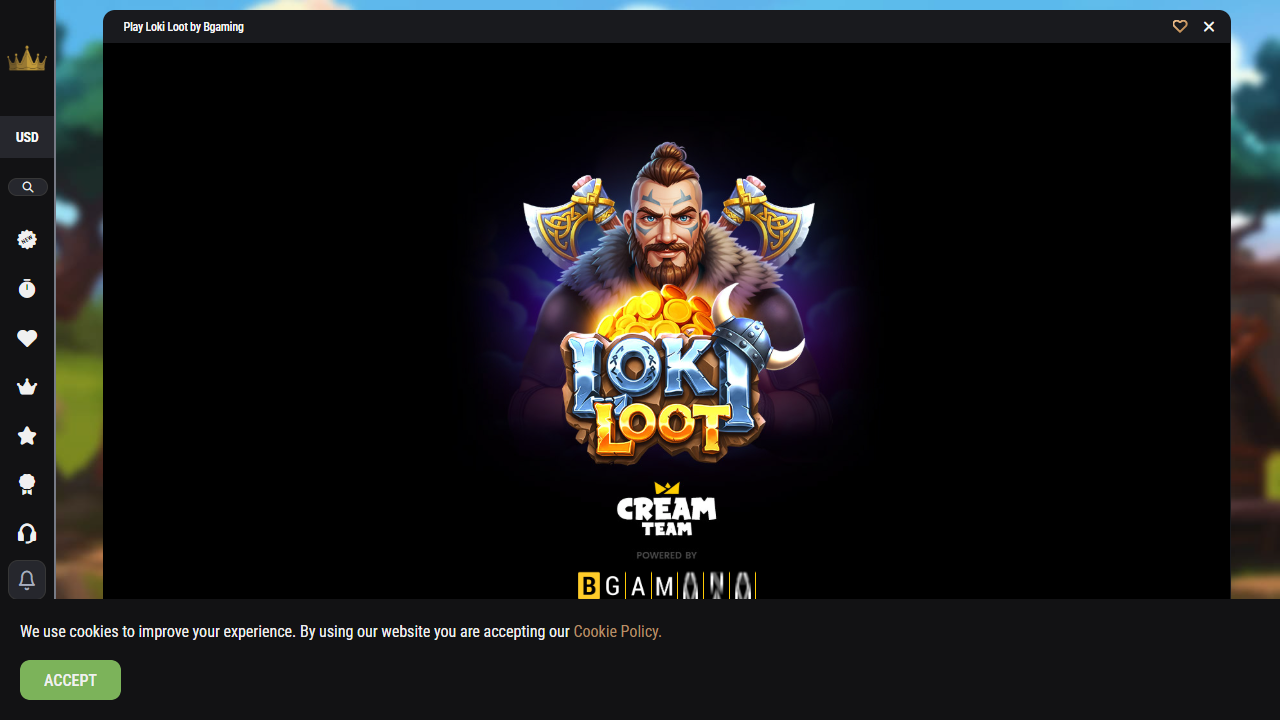 Play Loki Loot by Bgaming
USD
NEW
LOKI
LOOT
CREAM
TEAM
POWERED BY
BGAM
We use cookies to improve your experience. By using our website you are accepting our Cookie Policy.
ACCEPT